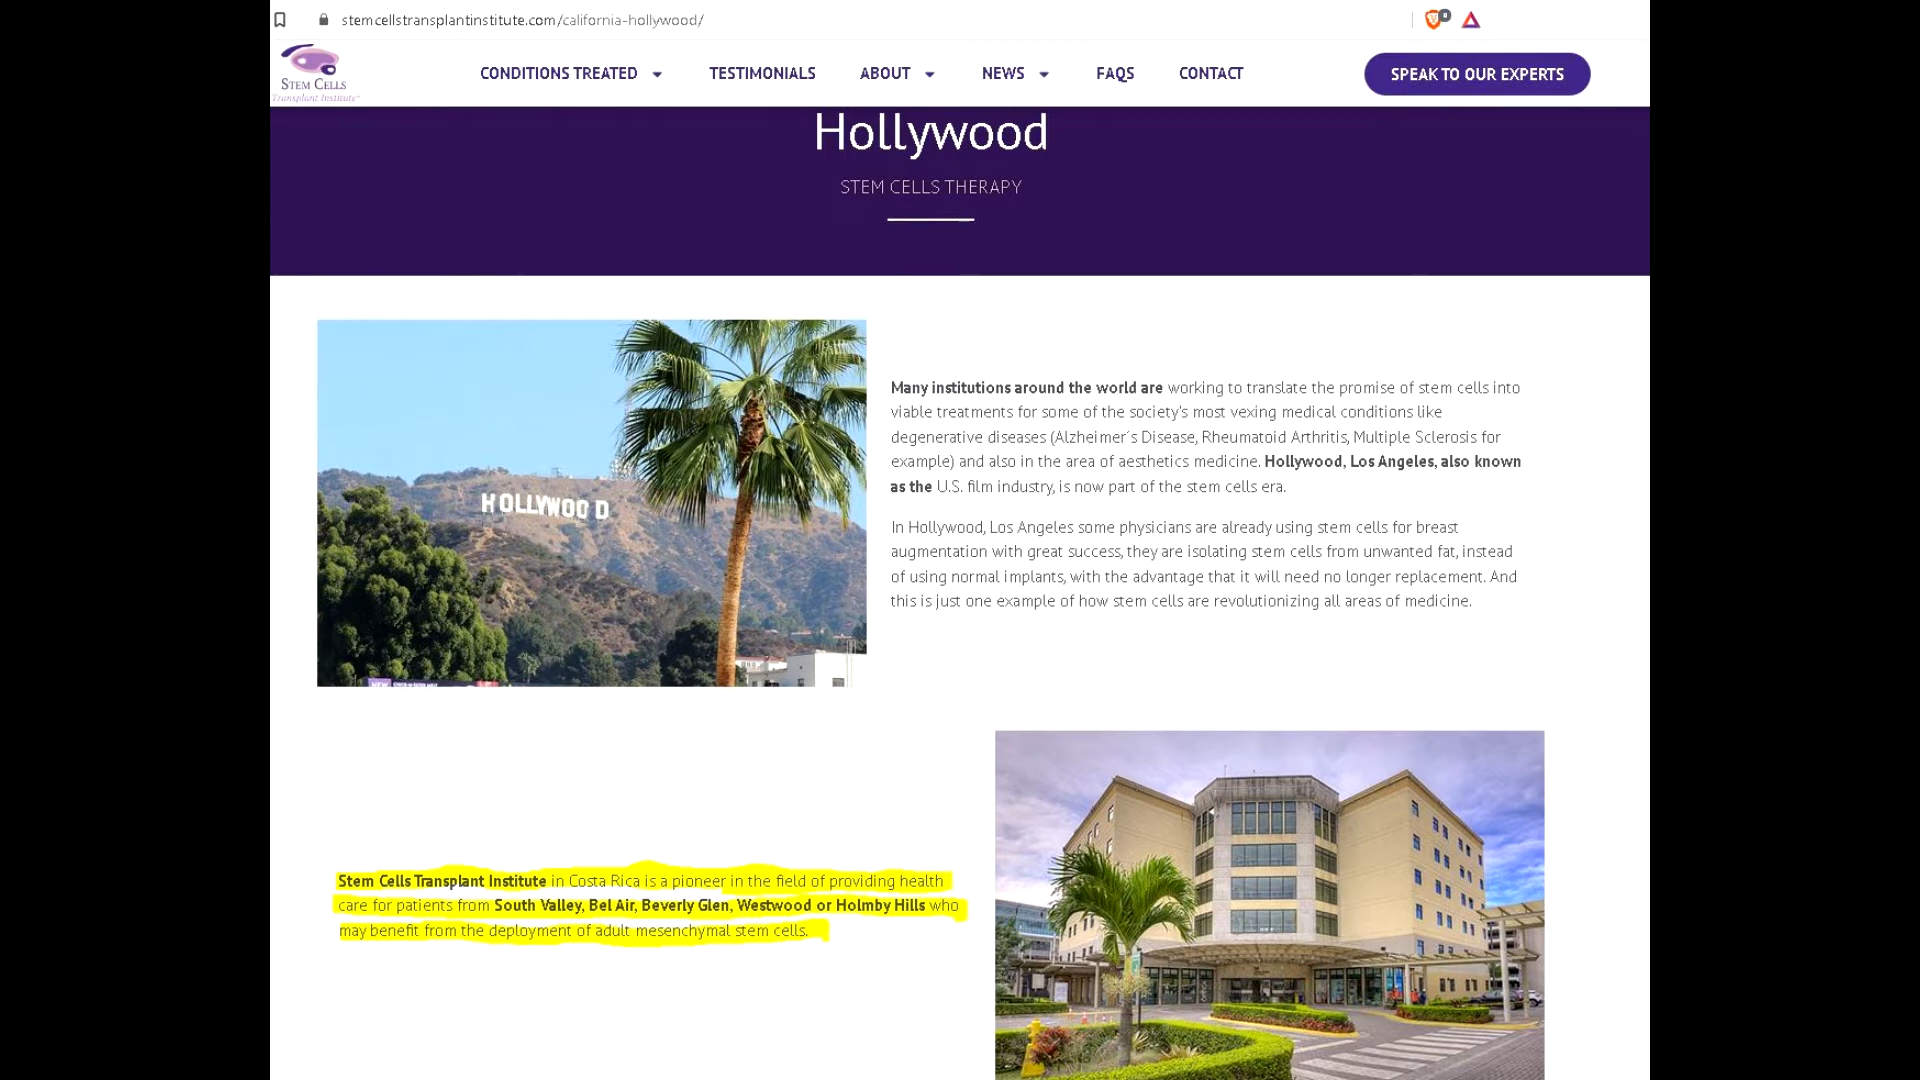 stemcellstransplantinstitute.com/california-hollywood/
STEM CELLS
Transplant Institute
CONDITIONS TREATED
TESTIMONIALS
ABOUT
NEWS
FAQS
CONTACT
SPEAK TO OUR EXPERTS
Hollywood
STEM CELLS THERAPY
HOLLYWOOD
Many institutions around the world are working to translate the promise of stem cells into
viable treatments for some of the society's most vexing medical conditions like
degenerative diseases (Alzheimer´s Disease, Rheumatoid Arthritis, Multiple Sclerosis for
example) and also in the area of aesthetics medicine. Hollywood, Los Angeles, also known
as the U.S. film industry, is now part of the stem cells era.
In Hollywood, Los Angeles some physicians are already using stem cells for breast
augmentation with great success, they are isolating stem cells from unwanted fat, instead
of using normal implants, with the advantage that it will need no longer replacement. And
this is just one example of how stem cells are revolutionizing all areas of medicine.
Stem Cells Transplant Institute in Costa Rica is a pioneer in the field of providing health
care for patients from South Valley, Bel Air, Beverly Glen, Westwood or Holmby Hills who
may benefit from the deployment of adult mesenchymal stem cells.